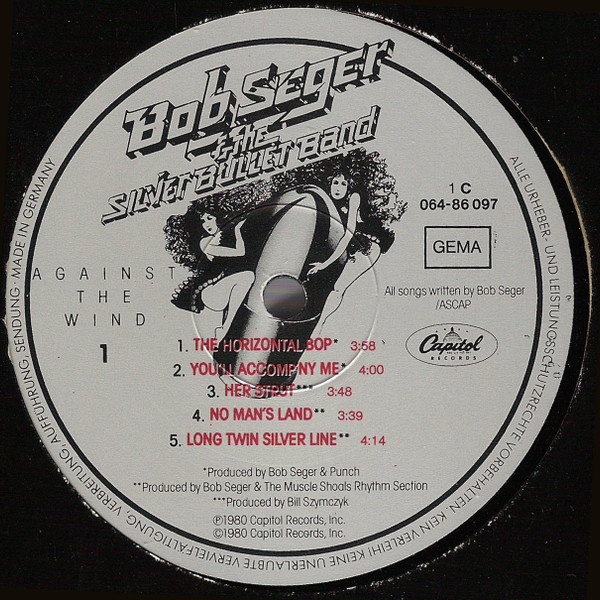 Bob Seger
& The
Silver Bullet Band
1 C
064-86 097
GEMA
AGAINST
THE
WIND
1
All songs written by Bob Seger
/ASCAP
Capitol
RECORDS
1. THE HORIZONTAL BOP* 3:58
2. YOU'LL ACCOMP'NY ME* 4:00
3. HER STRUT*** 3:48
4. NO MAN'S LAND** 3:39
5. LONG TWIN SILVER LINE** 4:14
*Produced by Bob Seger & Punch
**Produced by Bob Seger & The Muscle Shoals Rhythm Section
***Produced by Bill Szymczyk
℗1980 Capitol Records, Inc.
©1980 Capitol Records, Inc.
ALLE URHEBER- UND LEISTUNGSSCHUTZRECHTE VORBEHALTEN. KEIN VERLEIH! KEINE UNERLAUBTE VERVIELFÄLTIGUNG, VERBREITUNG, AUFFÜHRUNG, SENDUNG · MADE IN GERMANY